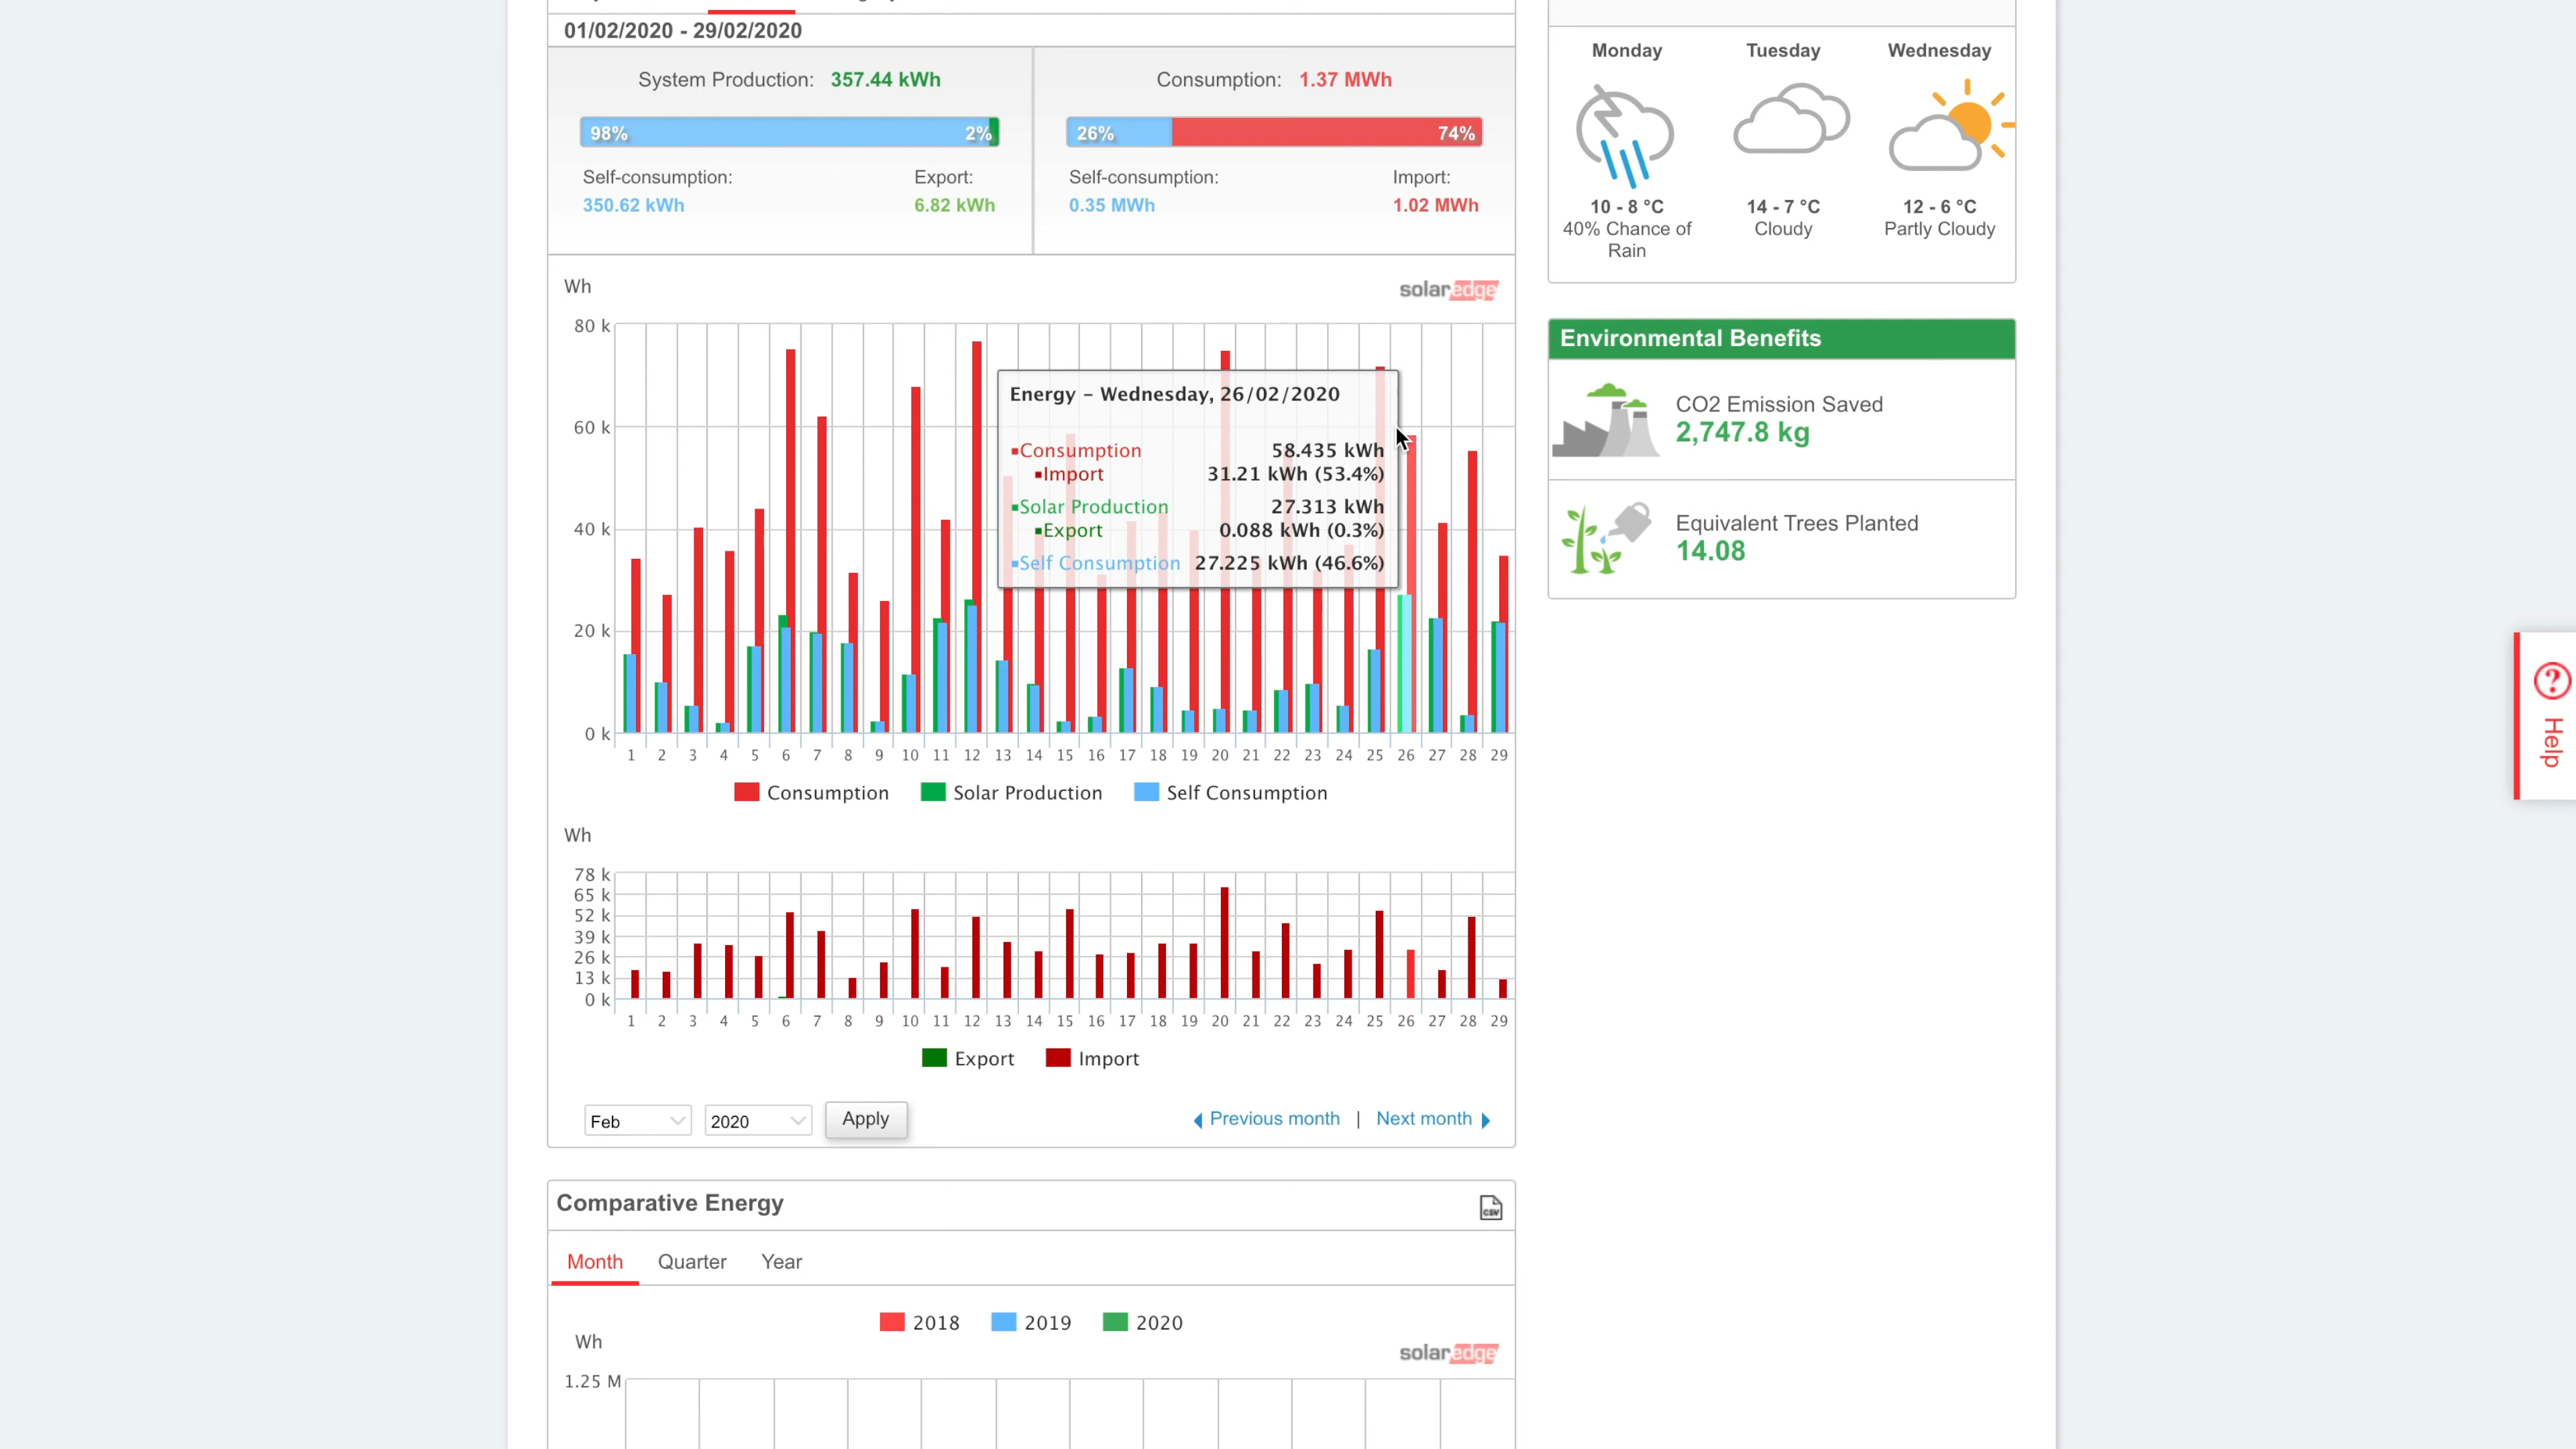 01/02/2020 - 29/02/2020
System Production: 357.44 kWh
98% 2%
Self-consumption: Export:
350.62 kWh 6.82 kWh
Consumption: 1.37 MWh
26% 74%
Self-consumption: Import:
0.35 MWh 1.02 MWh
Wh
solaredge
80 k
60 k
40 k
20 k
0 k
Energy – Wednesday, 26/02/2020
Consumption 58.435 kWh
Import 31.21 kWh (53.4%)
Solar Production 27.313 kWh
Export 0.088 kWh (0.3%)
Self Consumption 27.225 kWh (46.6%)
1 2 3 4 5 6 7 8 9 10 11 12 13 14 15 16 17 18 19 20 21 22 23 24 25 26 27 28 29
Consumption Solar Production Self Consumption
Wh
78 k
65 k
52 k
39 k
26 k
13 k
0 k
1 2 3 4 5 6 7 8 9 10 11 12 13 14 15 16 17 18 19 20 21 22 23 24 25 26 27 28 29
Export Import
Feb 2020 Apply Previous month | Next month
Comparative Energy
CSV
Month Quarter Year
2018 2019 2020
Wh
solaredge
1.25 M
Monday Tuesday Wednesday
10 - 8 °C 14 - 7 °C 12 - 6 °C
40% Chance of Cloudy Partly Cloudy
Rain
Environmental Benefits
CO2 Emission Saved
2,747.8 kg
Equivalent Trees Planted
14.08
? Help